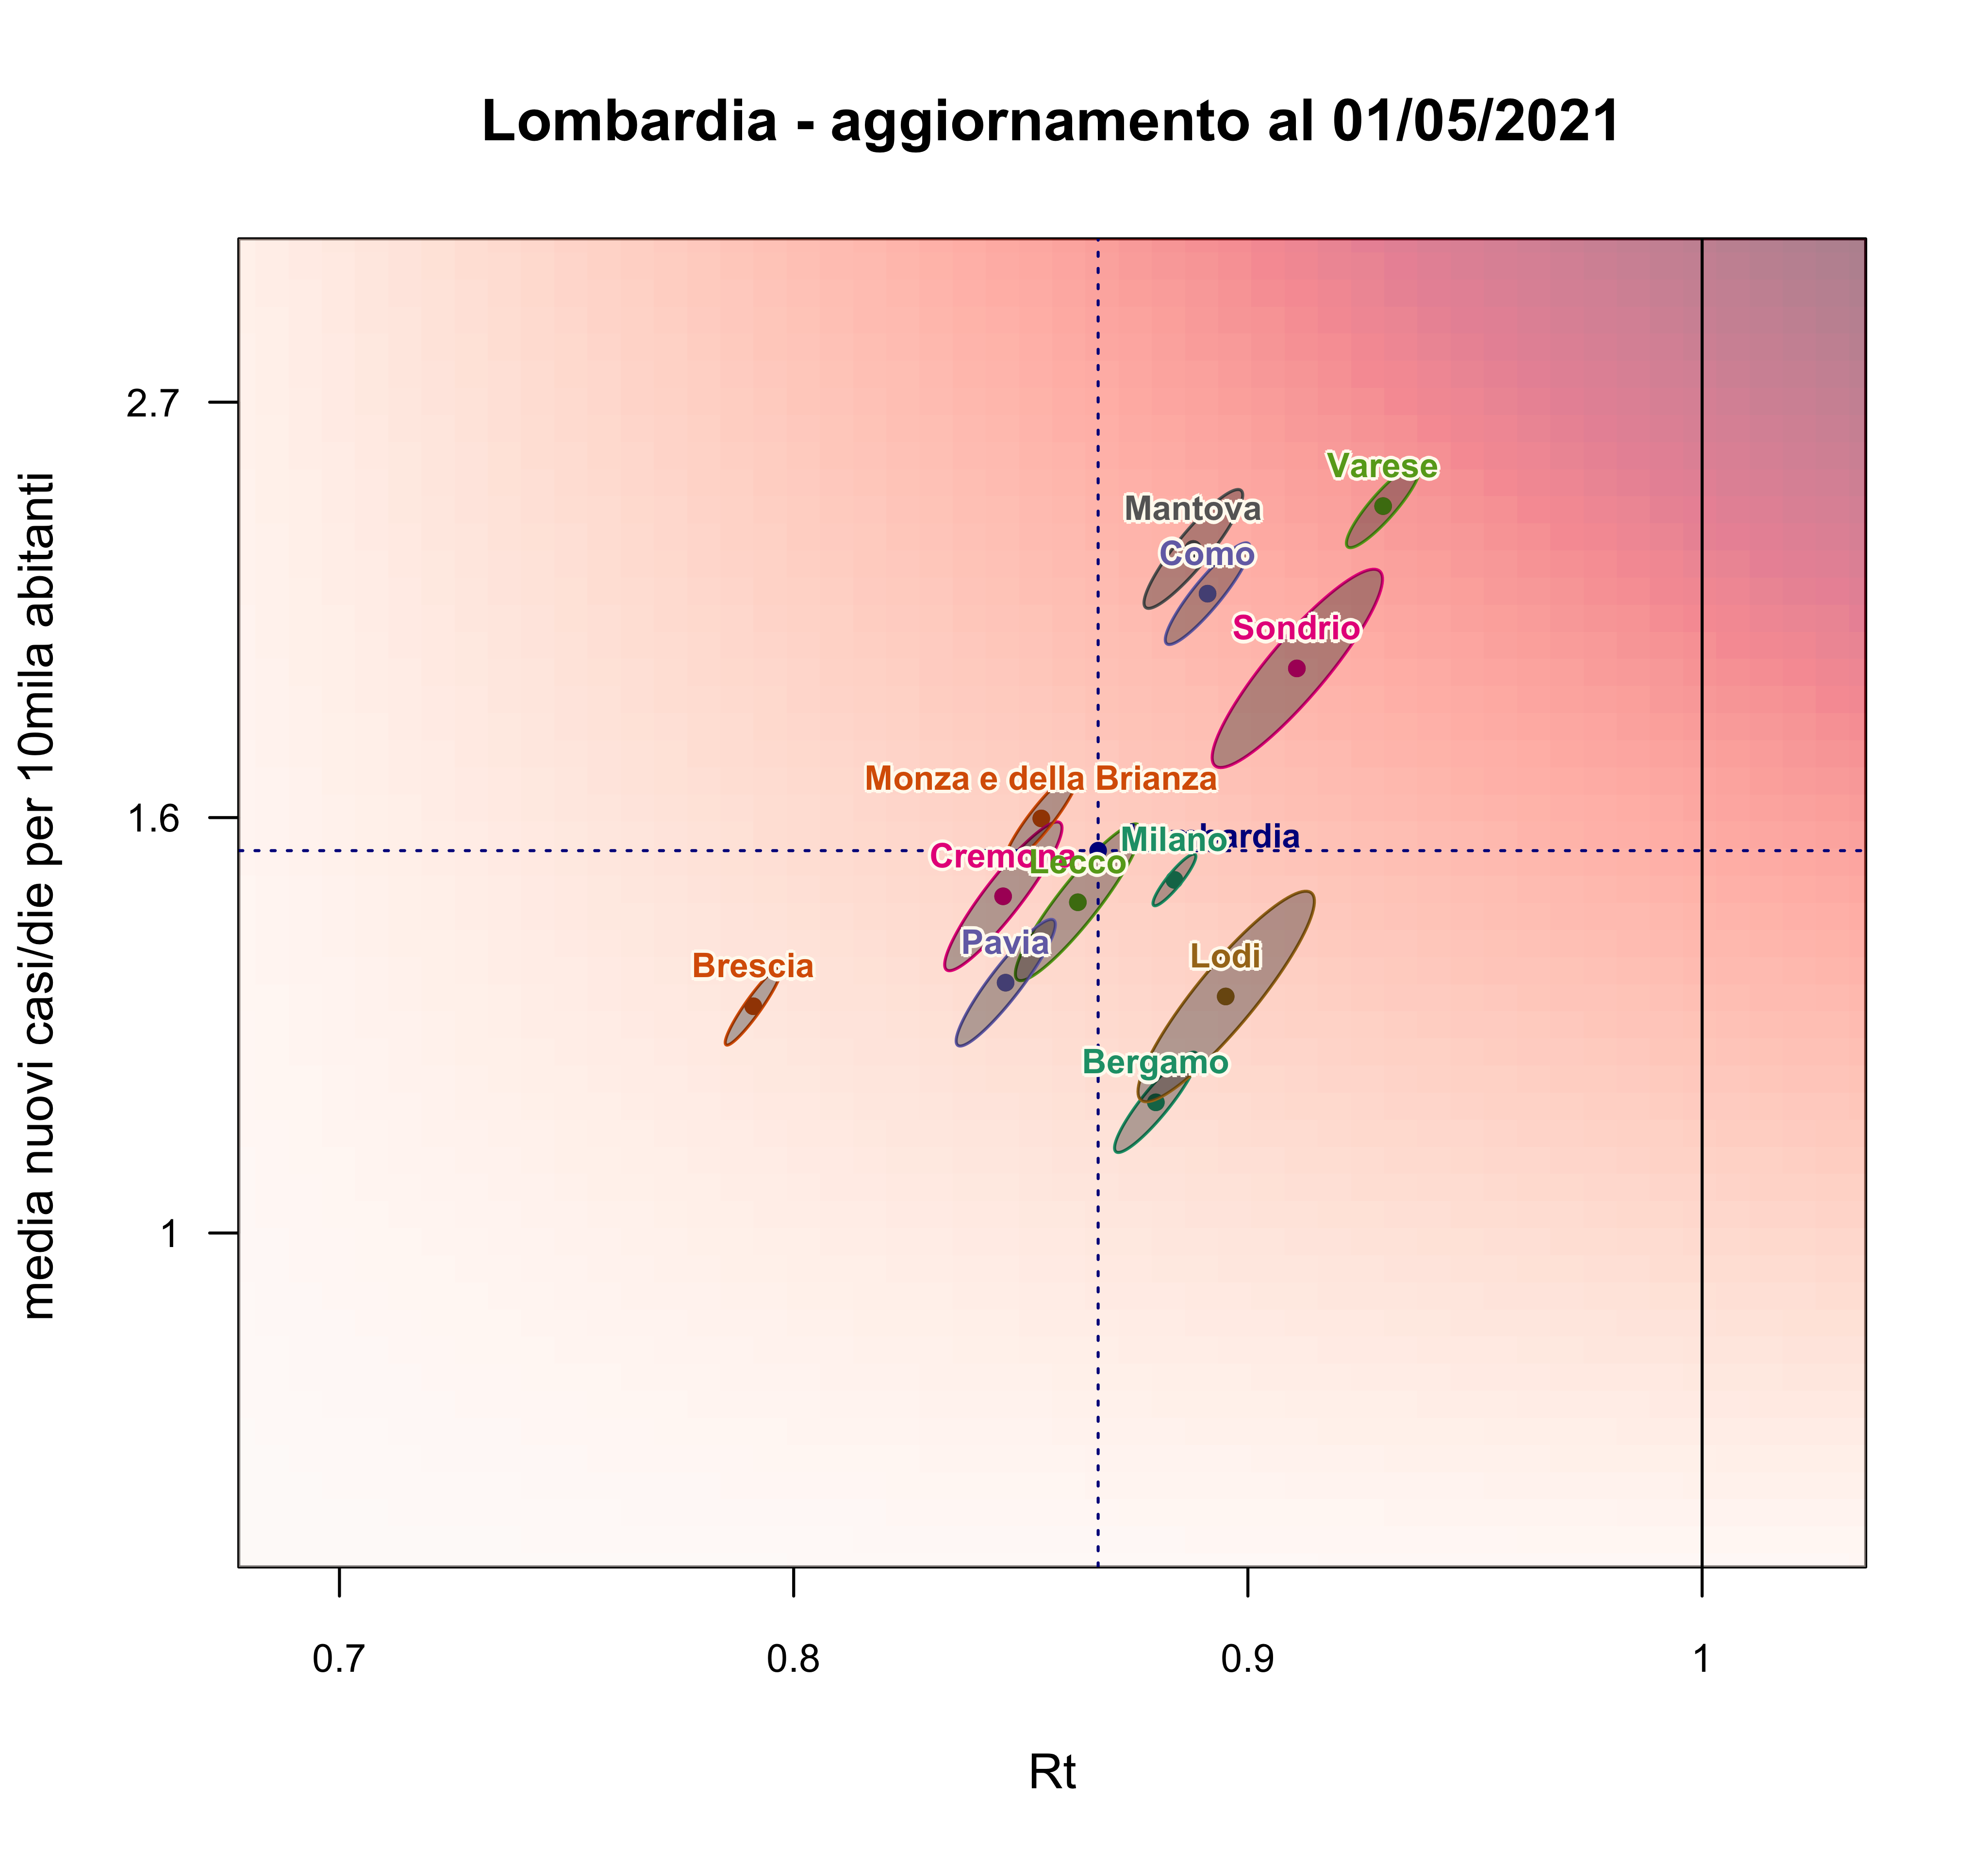 Lombardia - aggiornamento al 01/05/2021
media nuovi casi/die per 10mila abitanti
2.7
1.6
1
Varese
Mantova
Como
Sondrio
Monza e della Brianza
Lombardia
Milano
Cremona
Lecco
Pavia
Lodi
Brescia
Bergamo
0.7 0.8 0.9 1
Rt